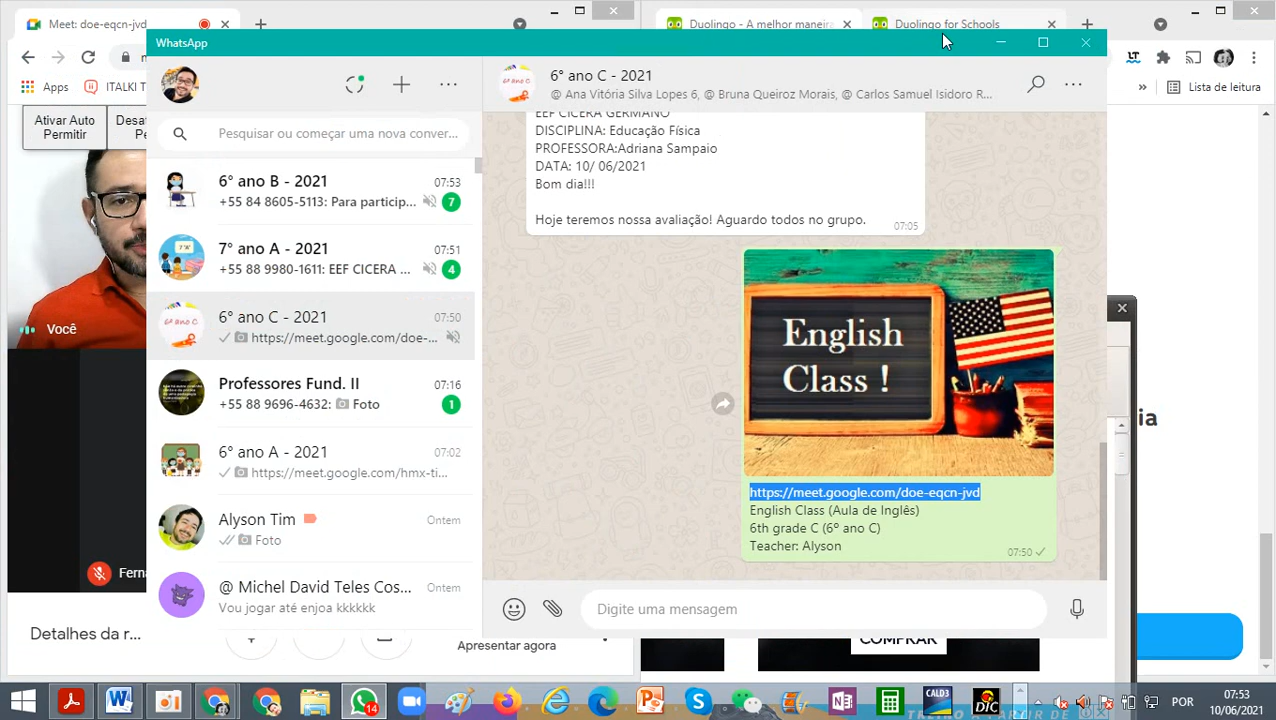 Meet: doe-eqcn-jvd
Duolingo - A melhor maneira
Duolingo for Schools
WhatsApp
Apps
ITALKI T
Lista de leitura
Ativar Auto
Permitir
Você
Pesquisar ou começar uma nova conver...
6° ano B - 2021
07:53
+55 84 8605-5113: Para particip...
7
7° ano A - 2021
07:51
+55 88 9980-1611: EEF CICERA ...
4
6° ano C - 2021
07:50
https://meet.google.com/doe-...
Professores Fund. II
07:16
+55 88 9696-4632: Foto
1
6° ano A - 2021
07:02
https://meet.google.com/hmx-ti...
Alyson Tim
Ontem
Foto
@ Michel David Teles Cos...
Ontem
Vou jogar até enjoa kkkkkk
6° ano C - 2021
@ Ana Vitória Silva Lopes 6, @ Bruna Queiroz Morais, @ Carlos Samuel Isidoro R...
EEF CICERA GERMANO
DISCIPLINA: Educação Física
PROFESSORA:Adriana Sampaio
DATA: 10/ 06/2021
Bom dia!!!
Hoje teremos nossa avaliação! Aguardo todos no grupo.
07:05
English
Class !
https://meet.google.com/doe-eqcn-jvd
English Class (Aula de Inglês)
6th grade C (6º ano C)
Teacher: Alyson
07:50
Digite uma mensagem
Detalhes da r...
Apresentar agora
COMPRAR
14
CALD3
DIC
POR
07:53
10/06/2021